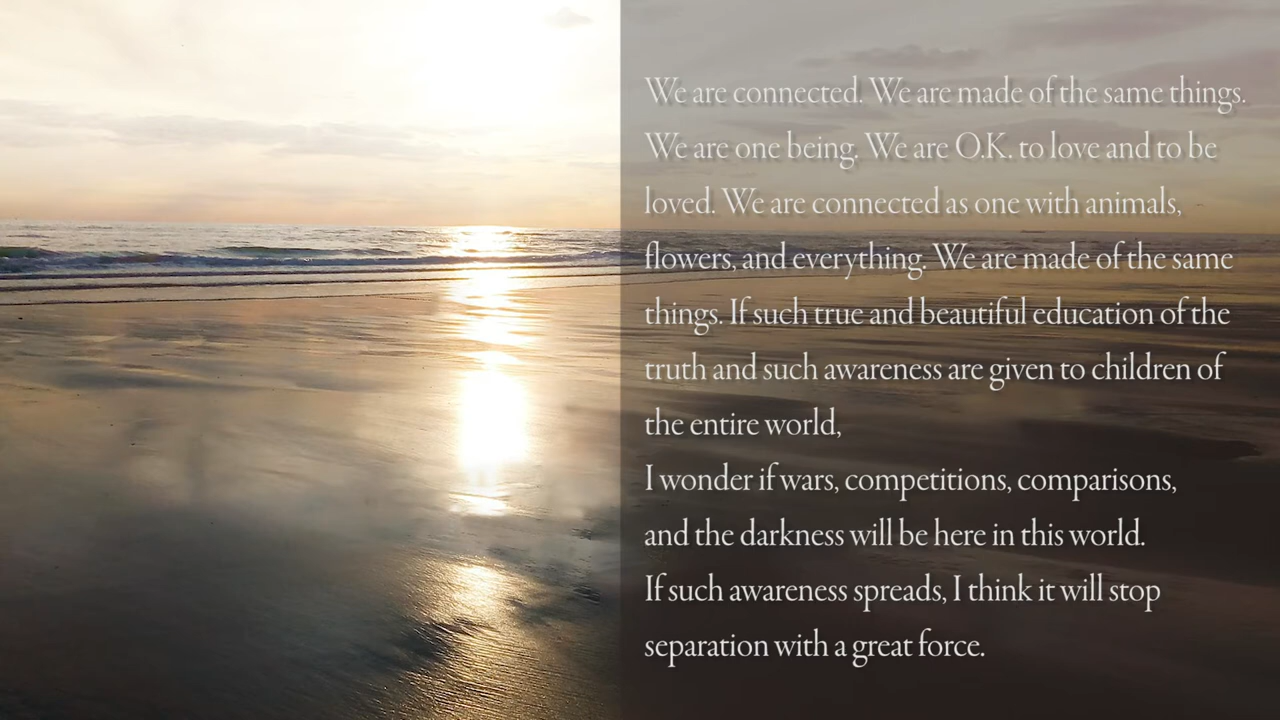 We are connected. We are made of the same things.
We are one being. We are O.K. to love and to be
loved. We are connected as one with animals,
flowers, and everything. We are made of the same
things. If such true and beautiful education of the
truth and such awareness are given to children of
the entire world,
I wonder if wars, competitions, comparisons,
and the darkness will be here in this world.
If such awareness spreads, I think it will stop
separation with a great force.